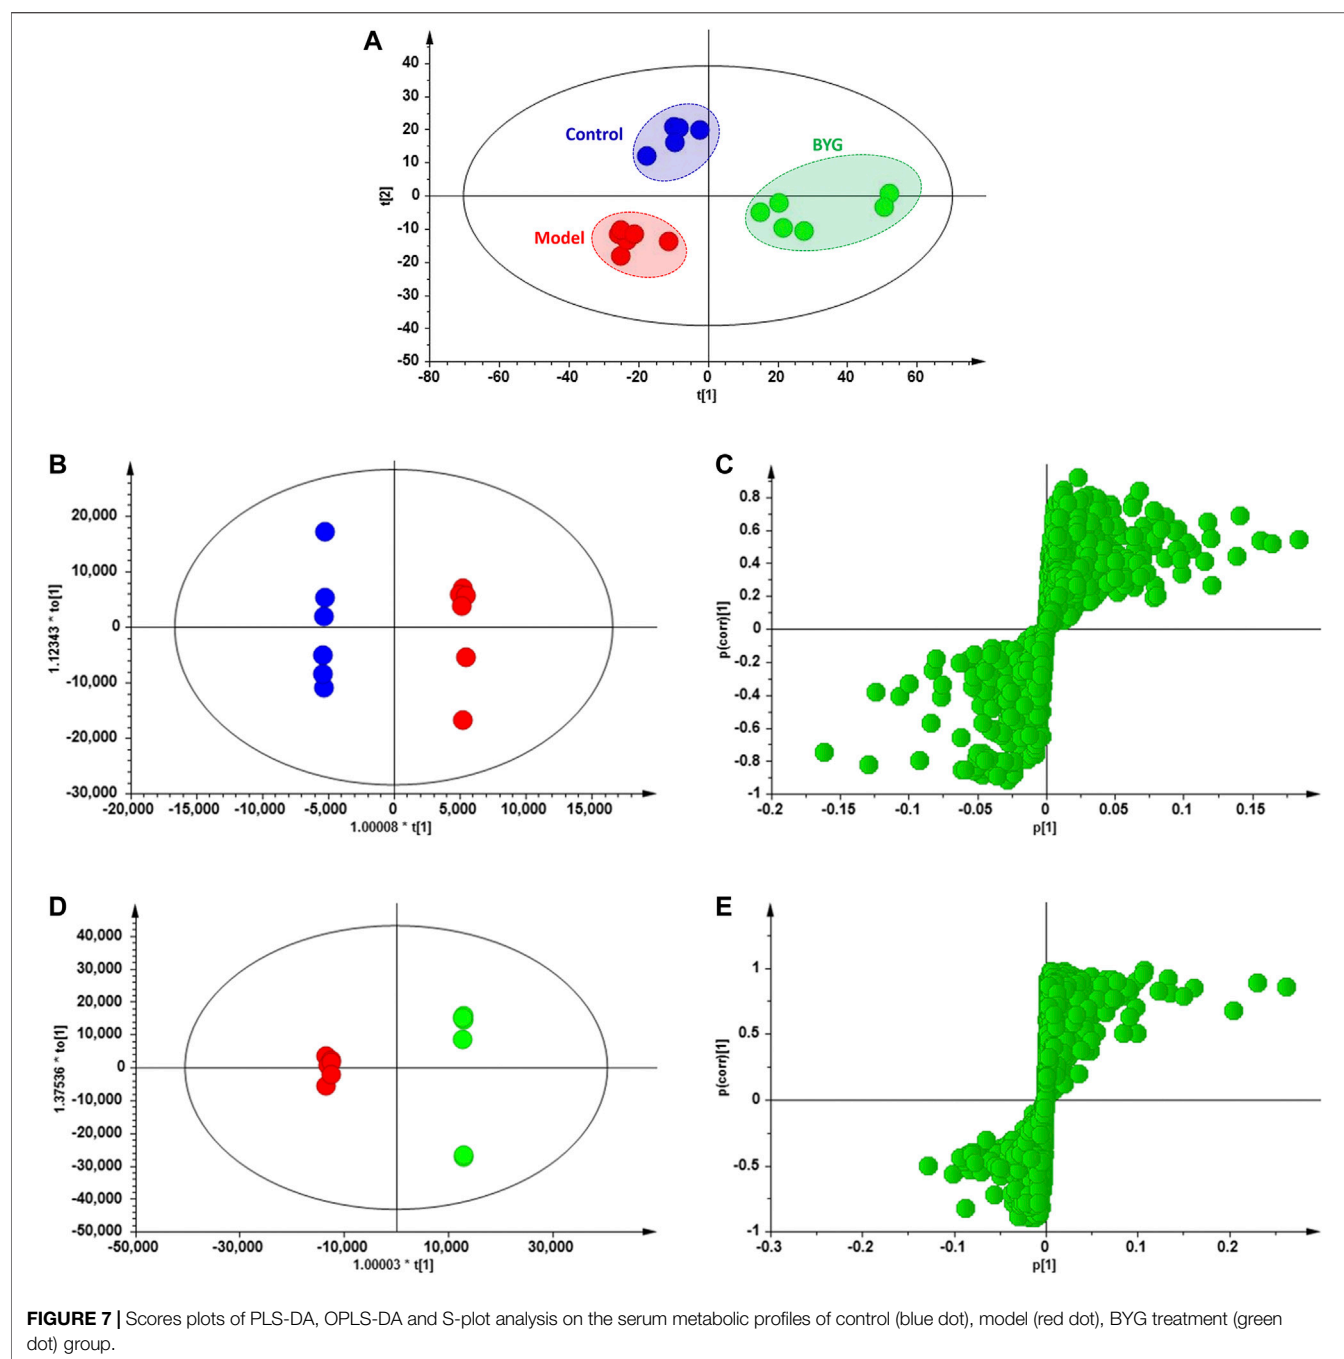 A
40
30
20
10
0
-10
-20
-30
-40
-50
t[2]
Control
BYG
Model
-80 -60 -40 -20 0 20 40 60
t[1]
B
20,000
10,000
0
-10,000
-20,000
-30,000
1.12343 * to[1]
-20,000 -15,000 -10,000 -5,000 0 5,000 10,000 15,000
1.00008 * t[1]
C
0.8
0.6
0.4
0.2
0
-0.2
-0.4
-0.6
-0.8
-1
p(corr)[1]
-0.2 -0.15 -0.1 -0.05 0 0.05 0.1 0.15
p[1]
D
40,000
30,000
20,000
10,000
0
-10,000
-20,000
-30,000
-40,000
-50,000
1.37536 * to[1]
-50,000 -30,000 -10,000 10,000 30,000
1.00003 * t[1]
E
1
0.5
0
-0.5
-1
p(corr)[1]
-0.3 -0.2 -0.1 0 0.1 0.2
p[1]
FIGURE 7 | Scores plots of PLS-DA, OPLS-DA and S-plot analysis on the serum metabolic profiles of control (blue dot), model (red dot), BYG treatment (green
dot) group.